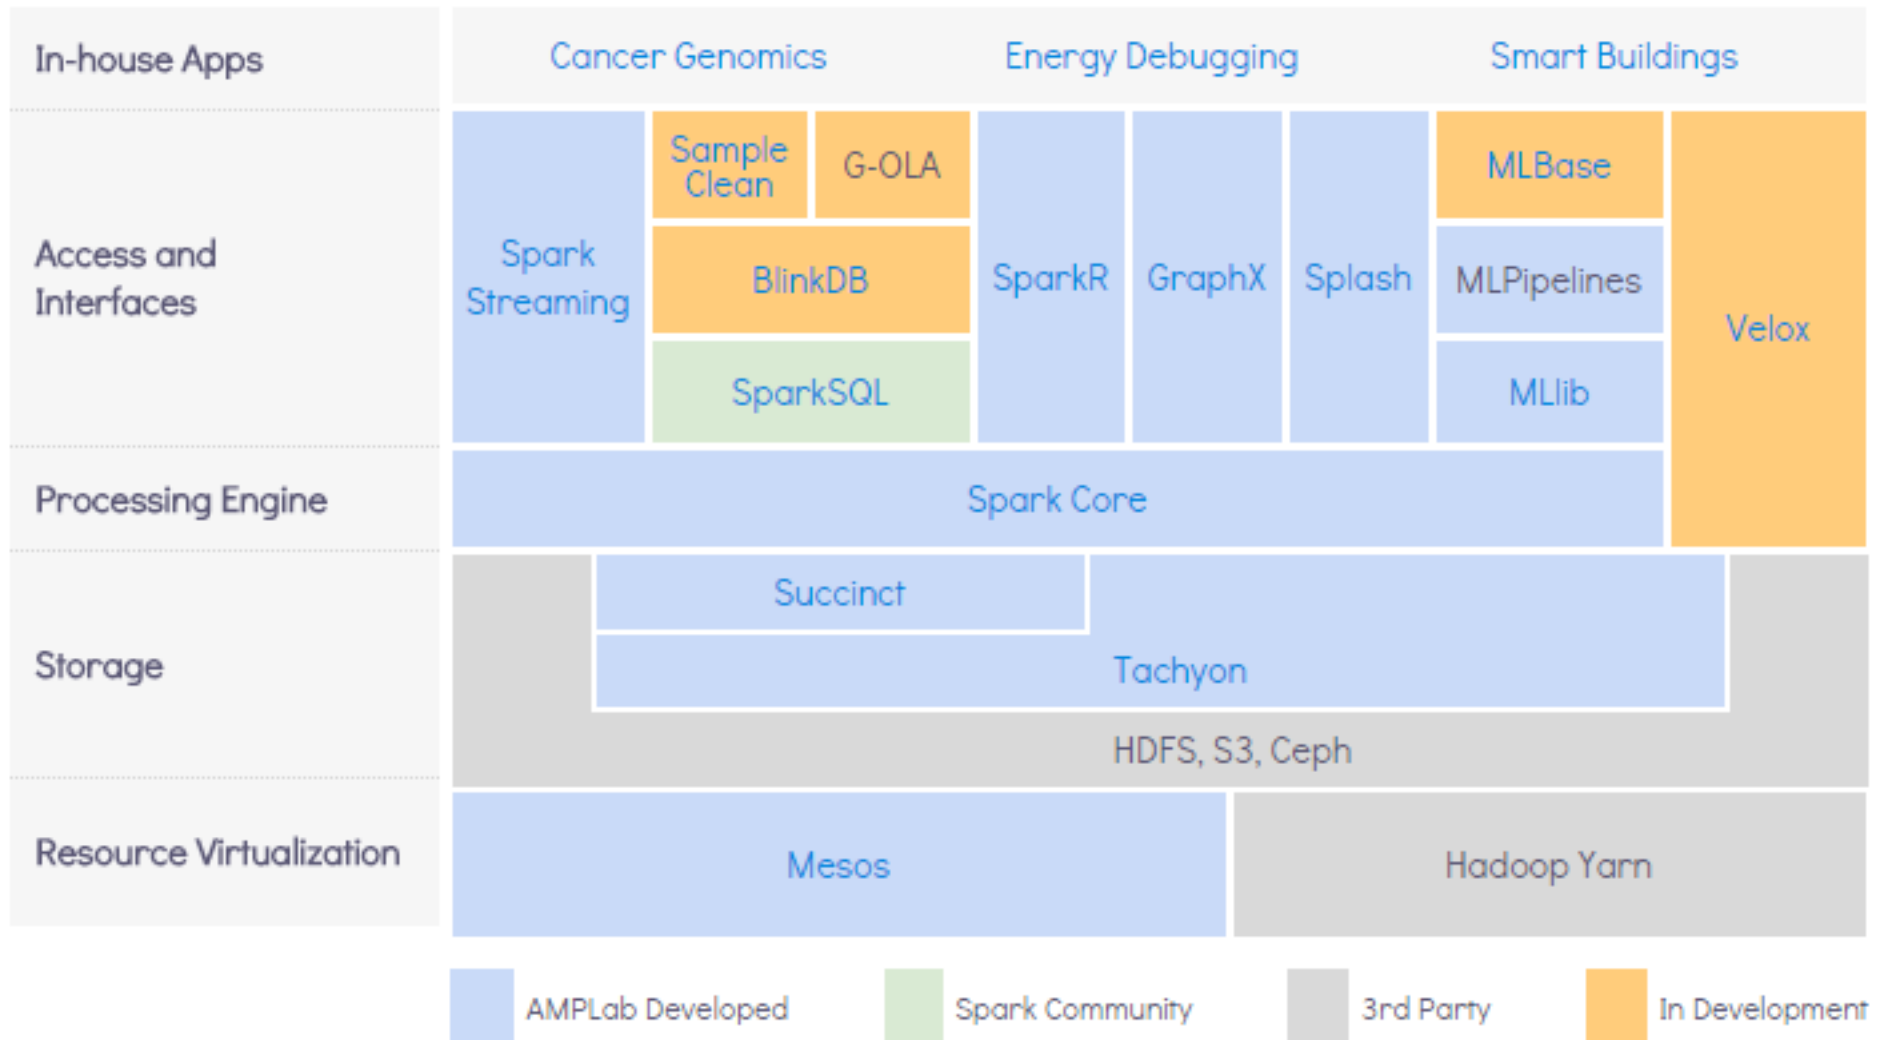 In-house Apps
Cancer Genomics
Energy Debugging
Smart Buildings
Access and
Interfaces
Spark
Streaming
Sample
Clean
G-OLA
BlinkDB
SparkSQL
SparkR
GraphX
Splash
MLBase
MLPipelines
MLlib
Velox
Processing Engine
Spark Core
Storage
Succinct
Tachyon
HDFS, S3, Ceph
Resource Virtualization
Mesos
Hadoop Yarn
AMPLab Developed
Spark Community
3rd Party
In Development